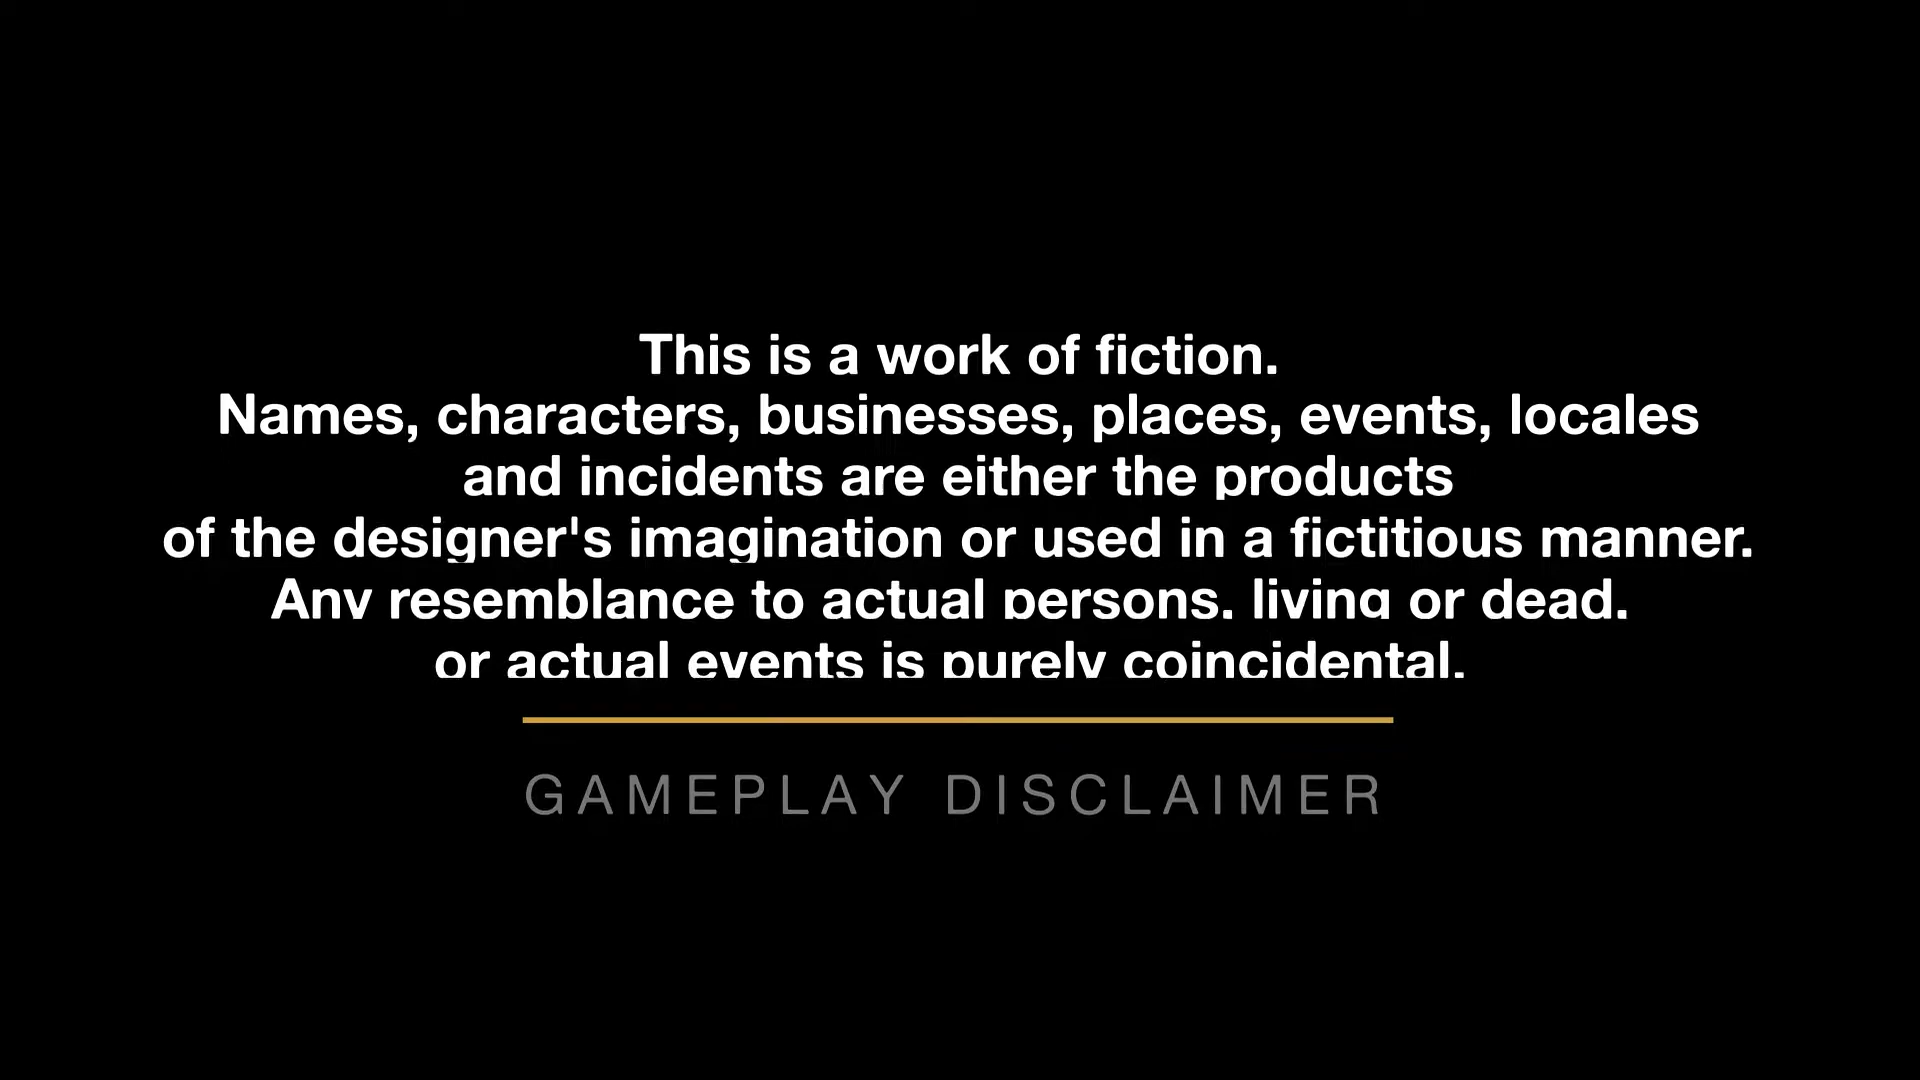 This is a work of fiction.
Names, characters, businesses, places, events, locales
and incidents are either the products
of the designer's imagination or used in a fictitious manner.
Any resemblance to actual persons, living or dead,
or actual events is purely coincidental.
GAMEPLAY DISCLAIMER